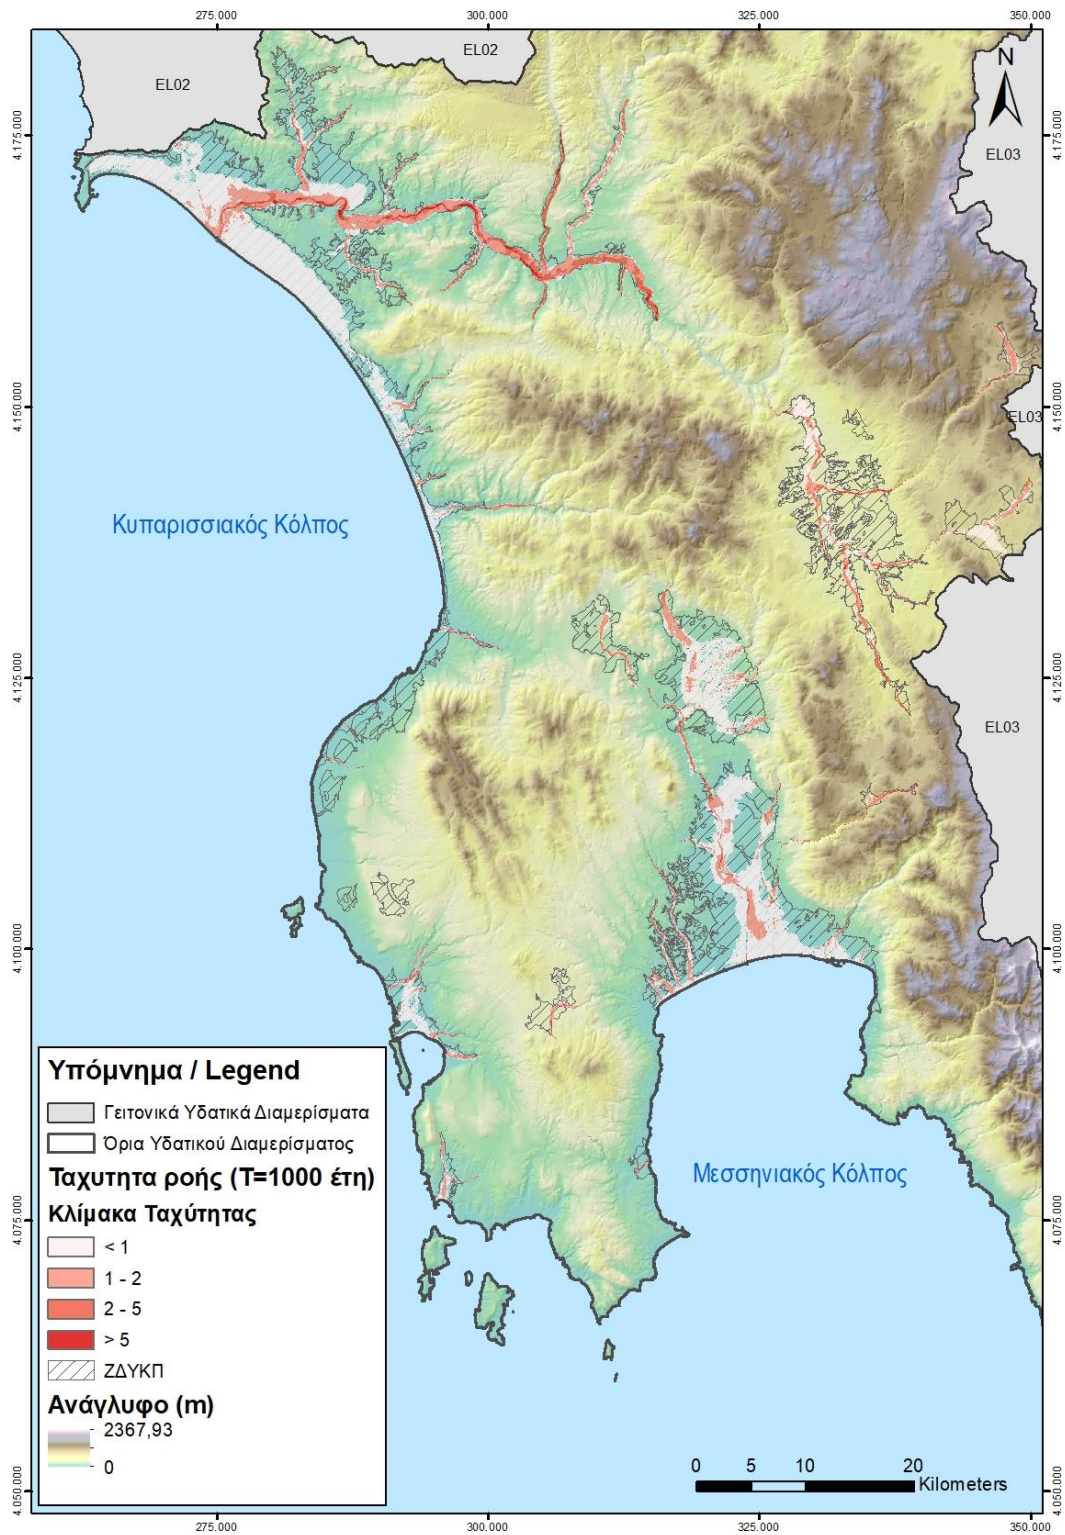 275.000 300.000 325.000 350.000
EL02
EL02
N
4.175.000 4.175.000
EL03
4.150.000 4.150.000
EL03
Κυπαρισσιακός Κόλπος
4.125.000 4.125.000
EL03
4.100.000 4.100.000
Υπόμνημα / Legend
Γειτονικά Υδατικά Διαμερίσματα
Όρια Υδατικού Διαμερίσματος
Ταχυτητα ροής (Τ=1000 έτη)
Κλίμακα Ταχύτητας
< 1
1 - 2
2 - 5
> 5
ΖΔΥΚΠ
Ανάγλυφο (m)
2367,93
0
Μεσσηνιακός Κόλπος
4.075.000 4.075.000
0 5 10 20
Kilometers
4.050.000 4.050.000
275.000 300.000 325.000 350.000